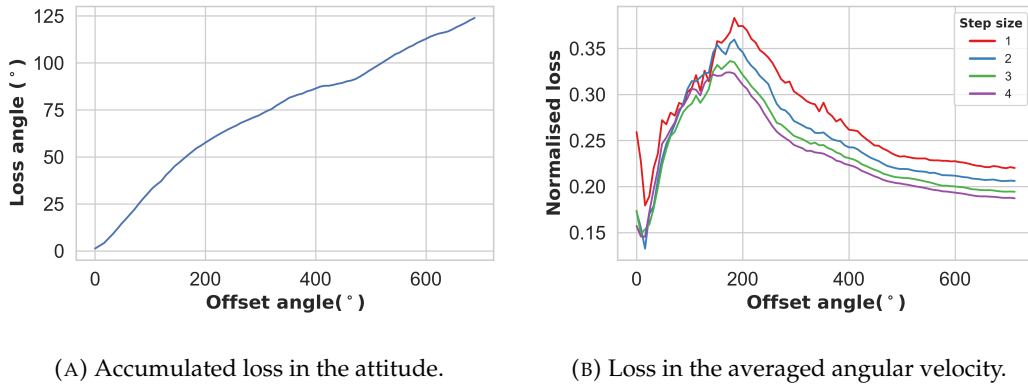 125
100
75
50
25
0
Loss angle (°)
0 200 400 600
Offset angle(°)
0.35
0.30
0.25
0.20
0.15
Normalised loss
0 200 400 600
Offset angle(°)
Step size
1
2
3
4
(A) Accumulated loss in the attitude.
(B) Loss in the averaged angular velocity.